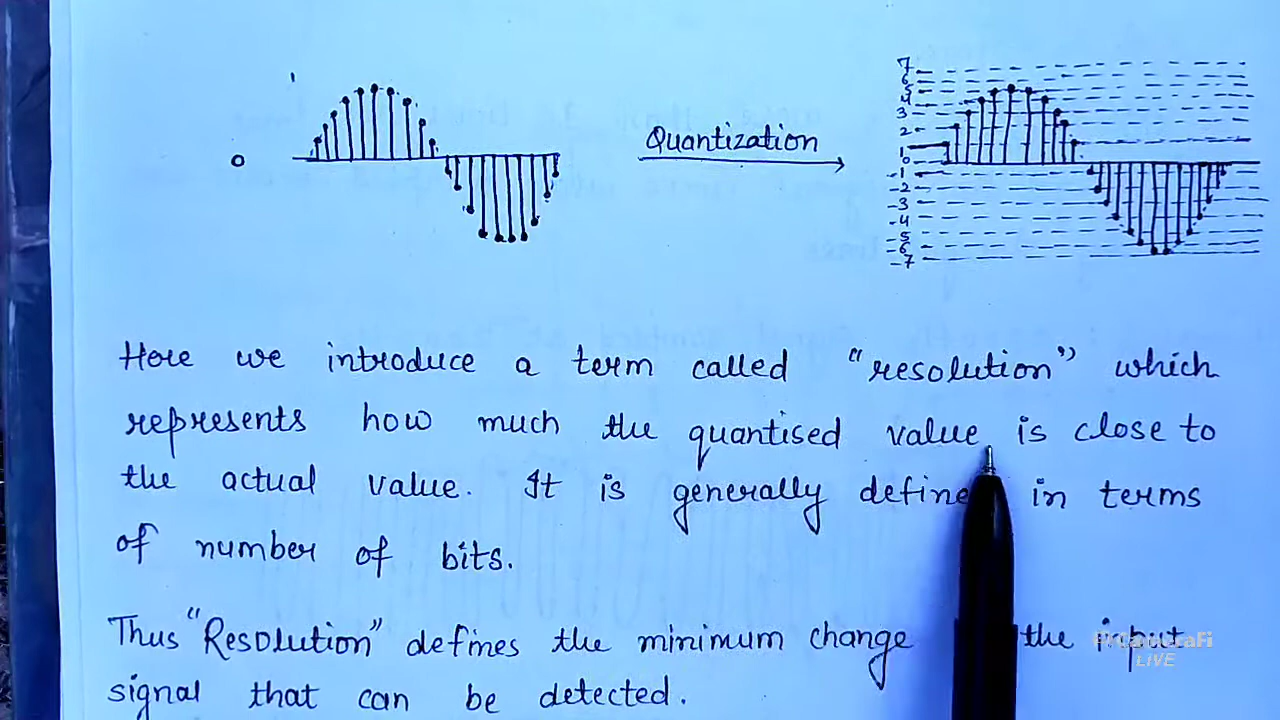 Quantization
7
6
5
4
3
2
1
0
-1
-2
-3
-4
-5
-6
-7
Here we introduce a term called "resolution" which
represents how much the quantised value is close to
the actual value. It is generally define in terms
of number of bits.
Thus "Resolution" defines the minimum change the input
signal that can be detected.
CameraFi
LIVE